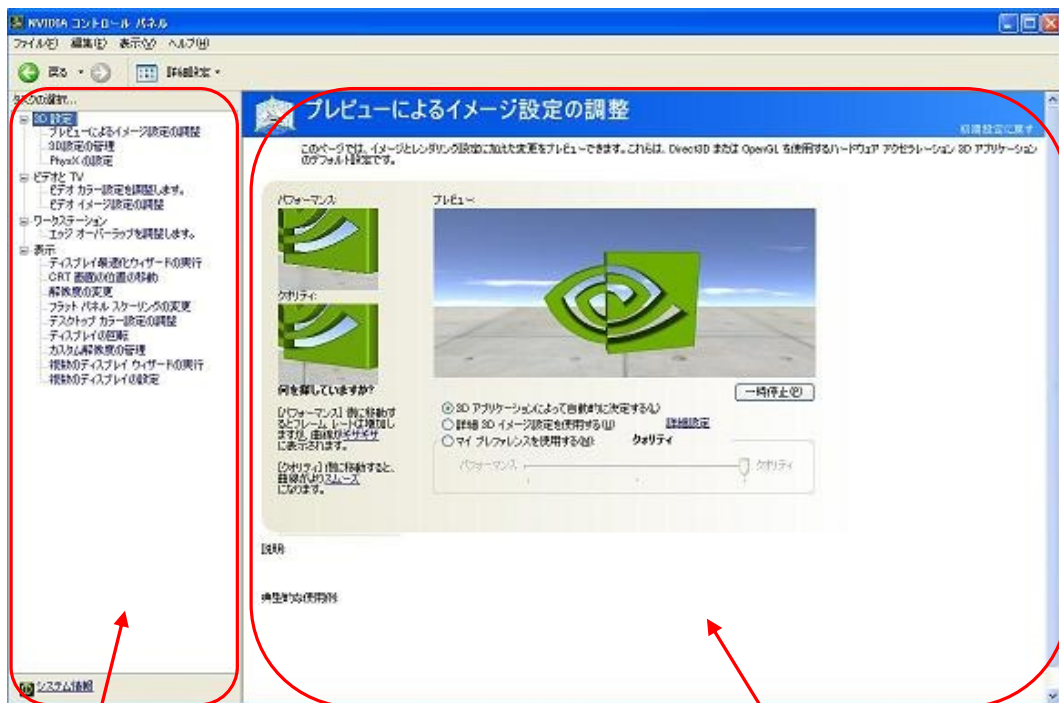 NVIDIA コントロール パネル
ファイル(F) 編集(E) 表示(V) ヘルプ(H)
戻る 詳細設定
タスクの選択...
3D 設定
プレビューによるイメージ設定の調整
3D設定の管理
PhysX の設定
ビデオと TV
ビデオ カラー設定を調整します。
ビデオ イメージ設定の調整
ワークステーション
エッジ オーバーラップを調整します。
表示
ディスプレイ最適化ウィザードの実行
CRT 画面の位置の移動
解像度の変更
フラット パネル スケーリングの変更
デスクトップ カラー設定の調整
ディスプレイの回転
カスタム解像度の管理
複数のディスプレイ ウィザードの実行
複数のディスプレイの設定
システム情報
プレビューによるイメージ設定の調整
初期設定に戻す
このページでは、イメージとレンダリング設定に加えた変更をプレビューできます。これらは、Direct3D または OpenGL を使用するハードウェア アクセラレーション 3D アプリケーション
のデフォルト設定です。
パフォーマンス:
プレビュー:
クオリティ:
何を探していますか?
[パフォーマンス] 側に移動す
るとフレーム レートは増加し
ますが、曲線がギザギザ
に表示されます。
[クオリティ] 側に移動すると、
曲線がよりスムーズ
になります。
一時停止(P)
3D アプリケーションによって自動的に決定する(L)
詳細 3D イメージ設定を使用する(U) 詳細設定
マイ プレファレンスを使用する(M): クォリティ
パフォーマンス クオリティ
説明:
典型的な使用例: